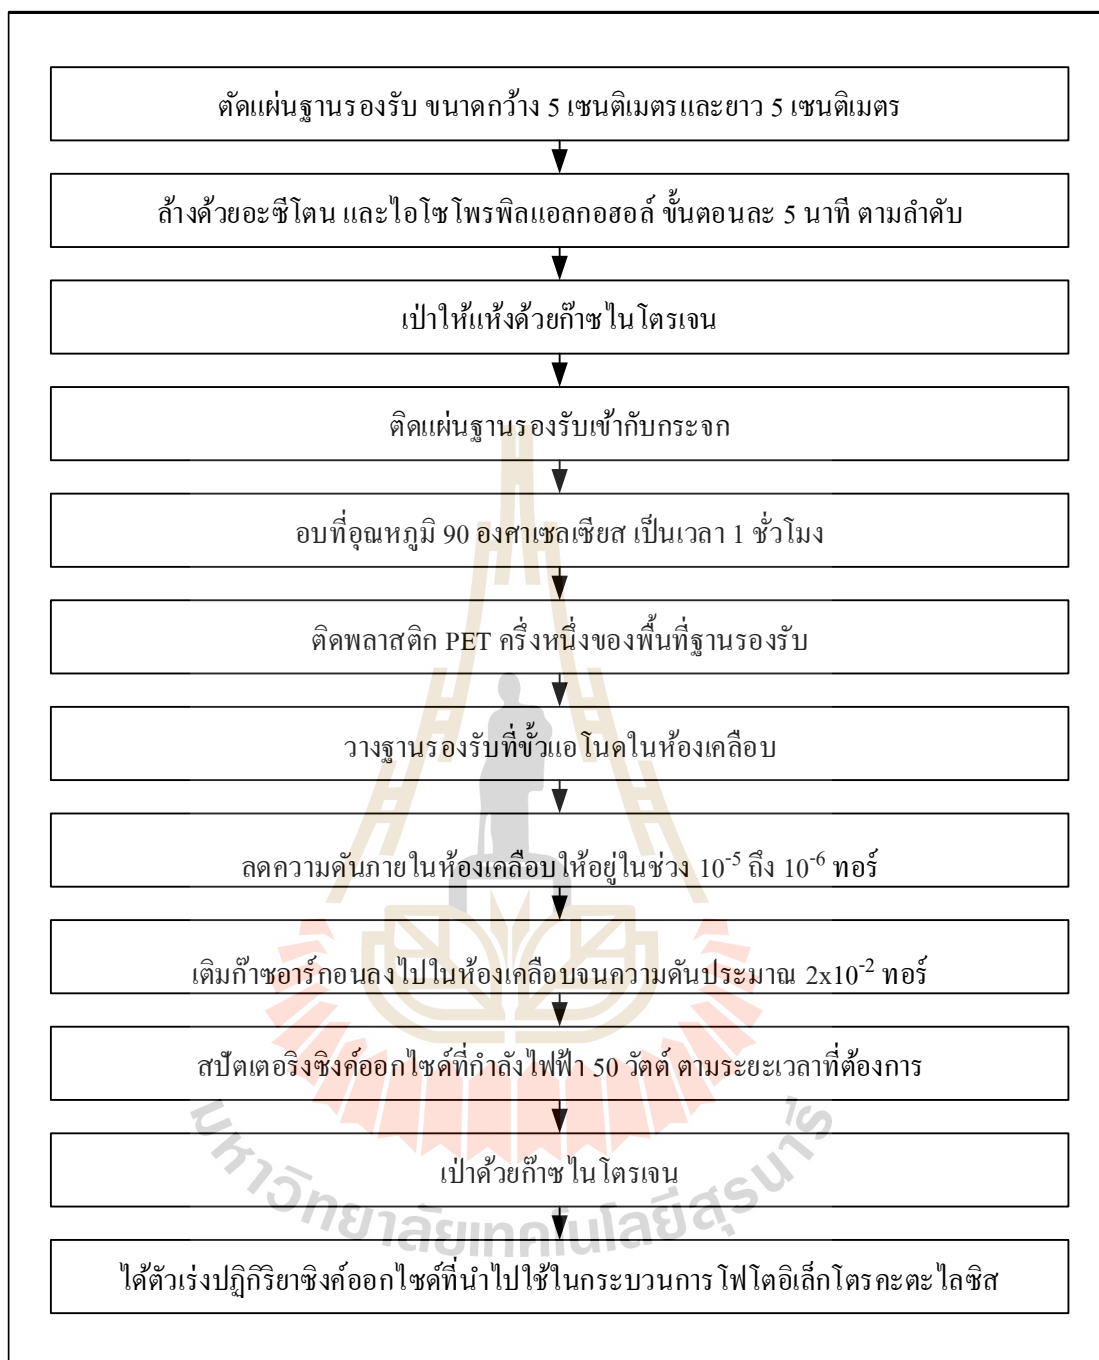 ตัดแผ่นฐานรองรับ ขนาดกว้าง 5 เซนติเมตรและยาว 5 เซนติเมตร
ล้างด้วยอะซีโตน และไอโซโพรพิลแอลกอฮอล์ ขั้นตอนละ 5 นาที ตามลำดับ
เป่าให้แห้งด้วยก๊าซไนโตรเจน
ติดแผ่นฐานรองรับเข้ากับกระจก
อบที่อุณหภูมิ 90 องศาเซลเซียส เป็นเวลา 1 ชั่วโมง
ติดพลาสติก PET ครึ่งหนึ่งของพื้นที่ฐานรองรับ
วางฐานรองรับที่ขั้วแอโนดในห้องเคลือบ
ลดความดันภายในห้องเคลือบให้อยู่ในช่วง 10⁻⁵ ถึง 10⁻⁶ ทอร์
เติมก๊าซอาร์กอนลงไปในห้องเคลือบจนความดันประมาณ 2x10⁻² ทอร์
สปัตเตอริงซิงค์ออกไซด์ที่กำลังไฟฟ้า 50 วัตต์ ตามระยะเวลาที่ต้องการ
เป่าด้วยก๊าซไนโตรเจน
ได้ตัวเร่งปฏิกิริยาซิงค์ออกไซด์ที่นำไปใช้ในกระบวนการโฟโตอิเล็กโตรคะตะไลซิส
มหาวิทยาลัยเทคโนโลยีสุรนารี